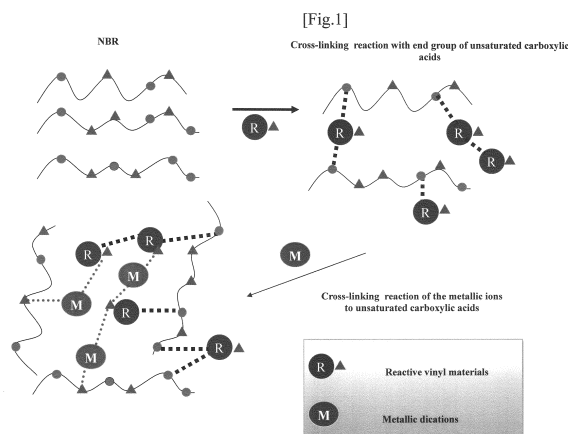 [Fig.1]
NBR
Cross-linking reaction with end group of unsaturated carboxylic
acids
R
R
R
R
R
R
R
M
M
M
R
M
R
Cross-linking reaction of the metallic ions
to unsaturated carboxylic acids
R
Reactive vinyl materials
M
Metallic dications